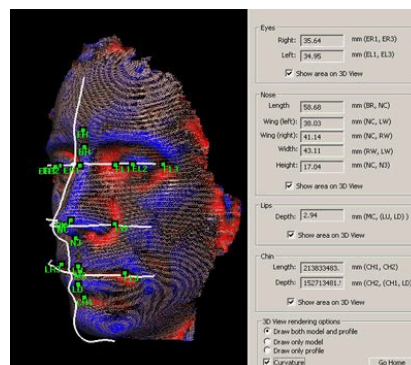 Eyes
Right: 35.64 mm (ER1, ER3)
Left: 34.95 mm (EL1, EL3)
Show area on 3D View
Nose
Length 58.68 mm (BR, NC)
Wing (left): 38.03 mm (NC, LW)
Wing (right): 41.14 mm (NC, RW)
Width: 43.11 mm (RW, LW)
Height: 17.04 mm (NC, N3)
Show area on 3D View
Lips
Depth: 2.94 mm (MC, (LU, LD) )
Show area on 3D View
Chin
Length: 213833483. mm (CH1, CH2)
Depth: 152713481. mm (CH2, (CH1, LD)
Show area on 3D View
3D View rendering options
Draw both model and profile
Draw only model
Draw only profile
Curvature
Go Home
EL2
EL3
N3
LD